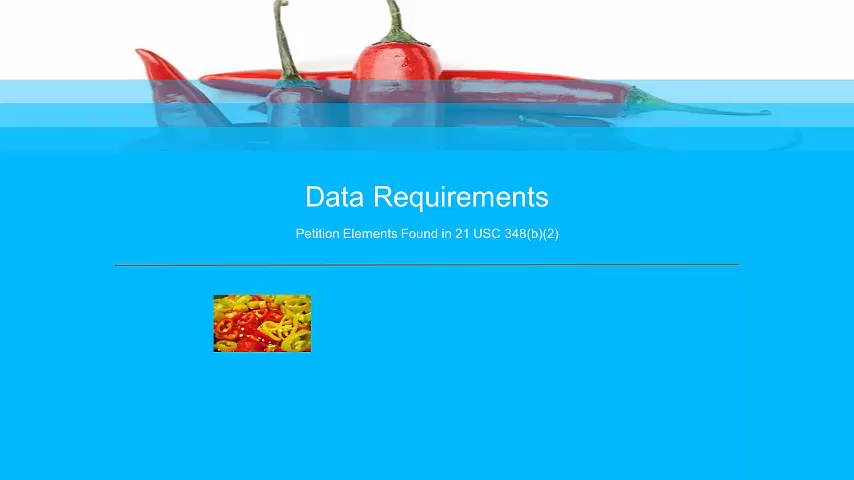 Data Requirements
Petition Elements Found in 21 USC 348(b)(2)